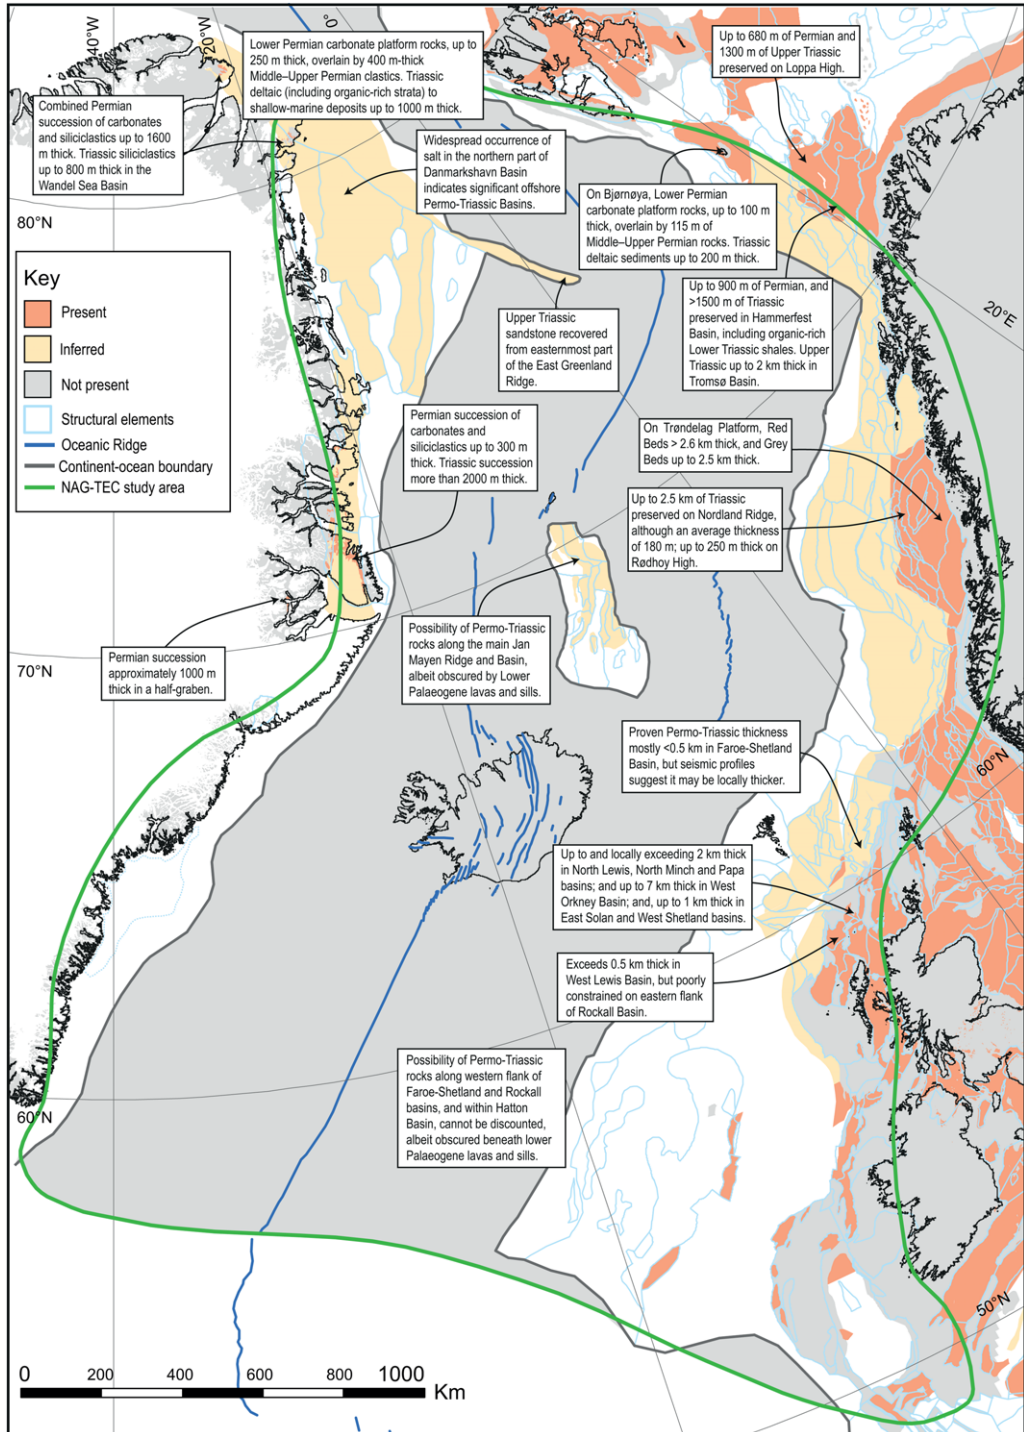 40°W
20°W
0°
Lower Permian carbonate platform rocks, up to
250 m thick, overlain by 400 m-thick
Middle–Upper Permian clastics. Triassic
deltaic (including organic-rich strata) to
shallow-marine deposits up to 1000 m thick.
Up to 680 m of Permian and
1300 m of Upper Triassic
preserved on Loppa High.
Combined Permian
succession of carbonates
and siliciclastics up to 1600
m thick. Triassic siliciclastics
up to 800 m thick in the
Wandel Sea Basin
Widespread occurrence of
salt in the northern part of
Danmarkshavn Basin
indicates significant offshore
Permo-Triassic Basins.
On Bjørnøya, Lower Permian
carbonate platform rocks, up to 100 m
thick, overlain by 115 m of
Middle–Upper Permian rocks. Triassic
deltaic sediments up to 200 m thick.
80°N
Key
Present
Inferred
Not present
Structural elements
Oceanic Ridge
Continent-ocean boundary
NAG-TEC study area
Up to 900 m of Permian, and
>1500 m of Triassic
preserved in Hammerfest
Basin, including organic-rich
Lower Triassic shales. Upper
Triassic up to 2 km thick in
Tromsø Basin.
20°E
Upper Triassic
sandstone recovered
from easternmost part
of the East Greenland
Ridge.
Permian succession of
carbonates and
siliciclastics up to 300 m
thick. Triassic succession
more than 2000 m thick.
On Trøndelag Platform, Red
Beds > 2.6 km thick, and Grey
Beds up to 2.5 km thick.
Up to 2.5 km of Triassic
preserved on Nordland Ridge,
although an average thickness
of 180 m; up to 250 m thick on
Rødhoy High.
Possibility of Permo-Triassic
rocks along the main Jan
Mayen Ridge and Basin,
albeit obscured by Lower
Palaeogene lavas and sills.
Permian succession
approximately 1000 m
thick in a half-graben.
70°N
Proven Permo-Triassic thickness
mostly <0.5 km in Faroe-Shetland
Basin, but seismic profiles
suggest it may be locally thicker.
60°N
Up to and locally exceeding 2 km thick
in North Lewis, North Minch and Papa
basins; and up to 7 km thick in West
Orkney Basin; and, up to 1 km thick in
East Solan and West Shetland basins.
Exceeds 0.5 km thick in
West Lewis Basin, but poorly
constrained on eastern flank
of Rockall Basin.
Possibility of Permo-Triassic
rocks along western flank of
Faroe-Shetland and Rockall
basins, and within Hatton
Basin, cannot be discounted,
albeit obscured beneath lower
Palaeogene lavas and sills.
60°N
50°N
0 200 400 600 800 1000
Km